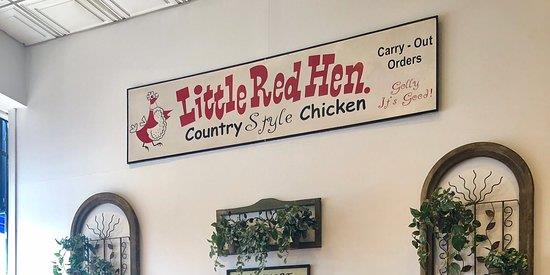 Little Red Hen.
Country Style Chicken
Carry - Out
Orders
Golly
It's Good!